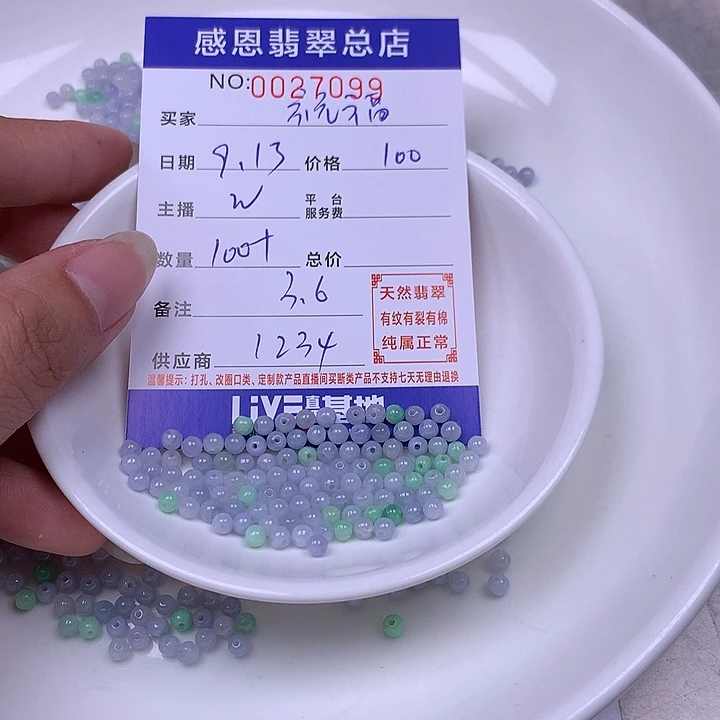 感恩翡翠总店
NO:0027099
买家
日期 9.13 价格 100
主播 W 平台服务费
数量 100+ 总价
备注 3.6
供应商 1234
天然翡翠
有纹有裂有棉
纯属正常
温馨提示：打孔、改圈口类、定制款产品直播间买断类产品不支持七天无理由退换
LiVE 基地